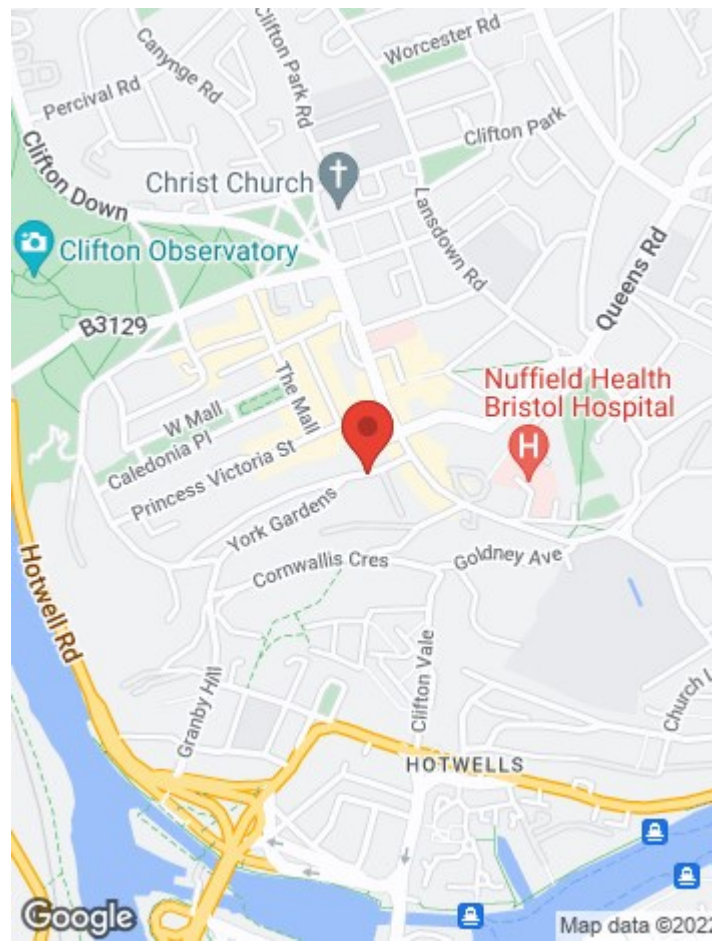 Worcester Rd
Canynge Rd
Clifton Park Rd
Percival Rd
Clifton Park
Clifton Down
Christ Church
Lansdown Rd
Clifton Observatory
Queens Rd
B3129
The Mall
Nuffield Health
Bristol Hospital
W Mall
Caledonia Pl
H
Princess Victoria St
York Gardens
Goldney Ave
Cornwallis Cres
Hotwell Rd
Clifton Vale
Granby Hill
Church L
HOTWELLS
Google
Map data ©2022